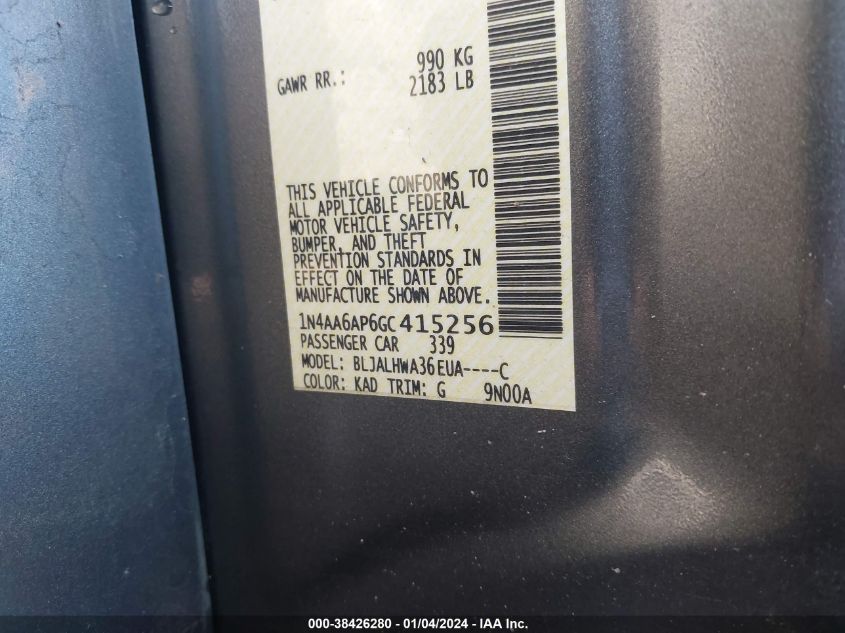 990 KG
GAWR RR.: 2183 LB
THIS VEHICLE CONFORMS TO
ALL APPLICABLE FEDERAL
MOTOR VEHICLE SAFETY,
BUMPER, AND THEFT
PREVENTION STANDARDS IN
EFFECT ON THE DATE OF
MANUFACTURE SHOWN ABOVE.
1N4AA6AP6GC415256
PASSENGER CAR 339
MODEL: BLJALHWA36EUA----C
COLOR: KAD TRIM: G 9N00A
000-38426280 - 01/04/2024 - IAA Inc.